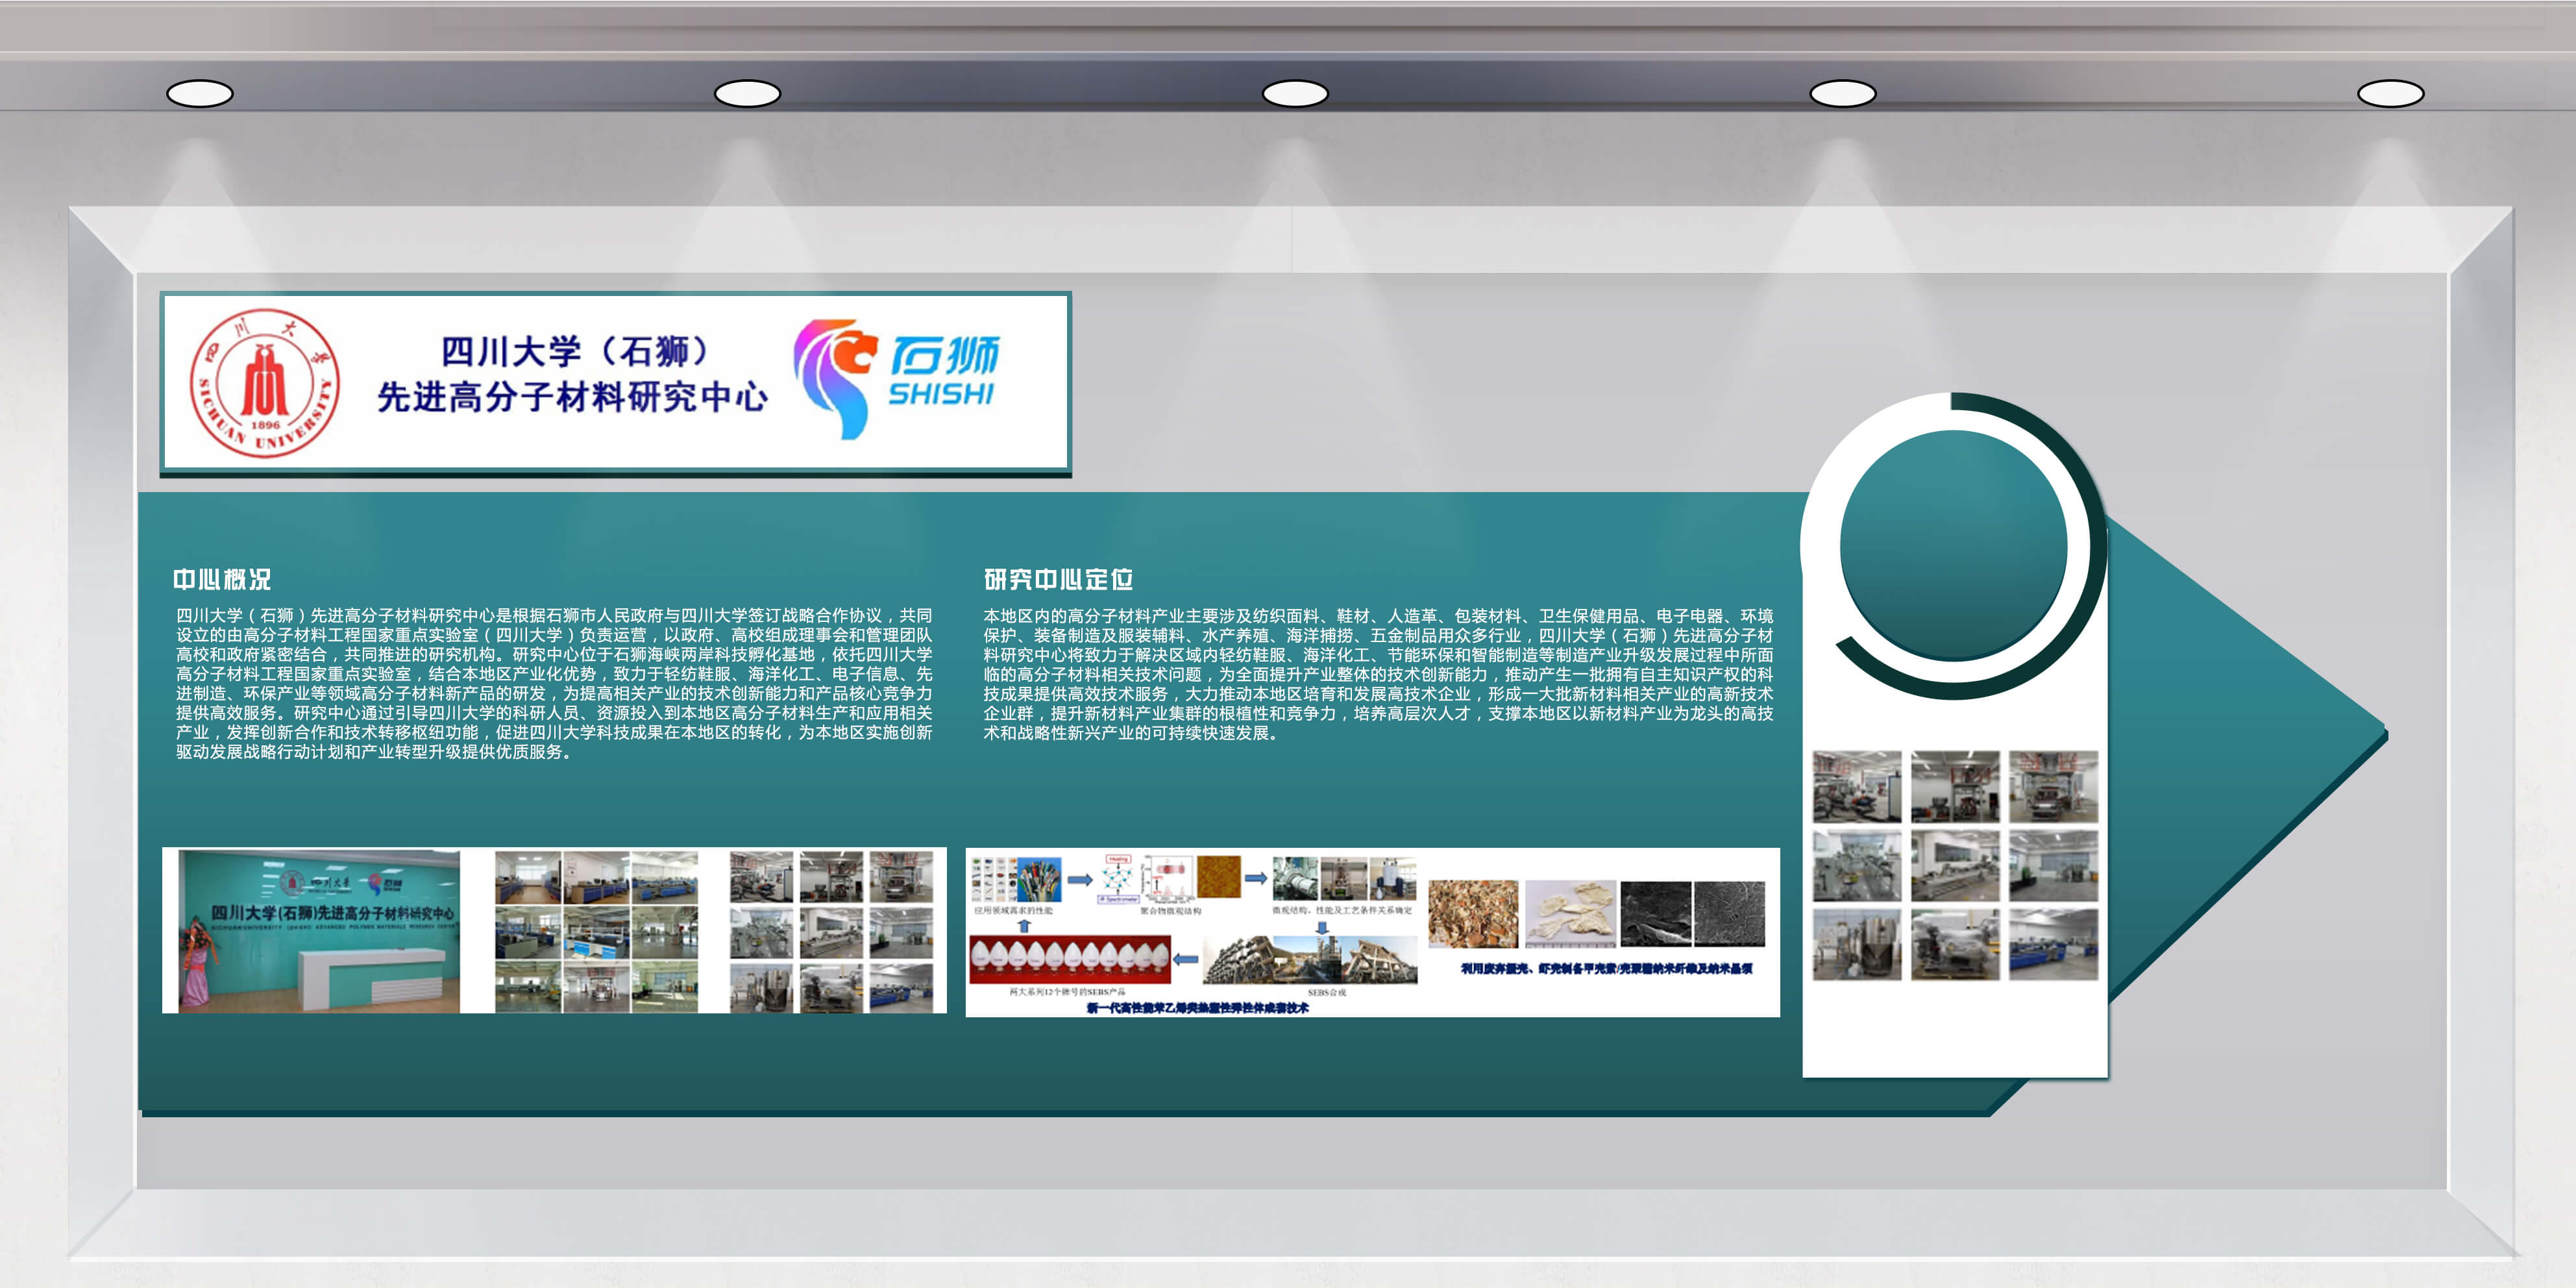 四川大学
SICHUAN UNIVERSITY
1896
四川大学（石狮）
先进高分子材料研究中心
石狮
SHISHI
中心概况
四川大学（石狮）先进高分子材料研究中心是根据石狮市人民政府与四川大学签订战略合作协议，共同
设立的由高分子材料工程国家重点实验室（四川大学）负责运营，以政府、高校组成理事会和管理团队
高校和政府紧密结合，共同推进的研究机构。研究中心位于石狮海峡两岸科技孵化基地，依托四川大学
高分子材料工程国家重点实验室，结合本地区产业化优势，致力于轻纺鞋服、海洋化工、电子信息、先
进制造、环保产业等领域高分子材料新产品的研发，为提高相关产业的技术创新能力和产品核心竞争力
提供高效服务。研究中心通过引导四川大学的科研人员、资源投入到本地区高分子材料生产和应用相关
产业，发挥创新合作和技术转移枢纽功能，促进四川大学科技成果在本地区的转化，为本地区实施创新
驱动发展战略行动计划和产业转型升级提供优质服务。
研究中心定位
本地区内的高分子材料产业主要涉及纺织面料、鞋材、人造革、包装材料、卫生保健用品、电子电器、环境
保护、装备制造及服装辅料、水产养殖、海洋捕捞、五金制品用众多行业，四川大学（石狮）先进高分子材
料研究中心将致力于解决区域内轻纺鞋服、海洋化工、节能环保和智能制造等制造产业升级发展过程中所面
临的高分子材料相关技术问题，为全面提升产业整体的技术创新能力，推动产生一批拥有自主知识产权的科
技成果提供高效技术服务，大力推动本地区培育和发展高技术企业，形成一大批新材料相关产业的高新技术
企业群，提升新材料产业集群的根植性和竞争力，培养高层次人才，支撑本地区以新材料产业为龙头的高技
术和战略性新兴产业的可持续快速发展。
四川大学 石狮
四川大学(石狮)先进高分子材料研究中心
SICHUAN UNIVERSITY (SHISHI) ADVANCED POLYMER MATERIALS RESEARCH CENTER
Heating
IR Spectrometer
应用领域需求的性能
聚合物微观结构
微观结构、性能及工艺条件关系确定
两大系列12个牌号的SEBS产品
SEBS合成
新一代高性能苯乙烯类热塑性弹性体成套技术
利用废弃蟹壳、虾壳制备甲壳素/壳聚糖纳米纤维及纳米晶须